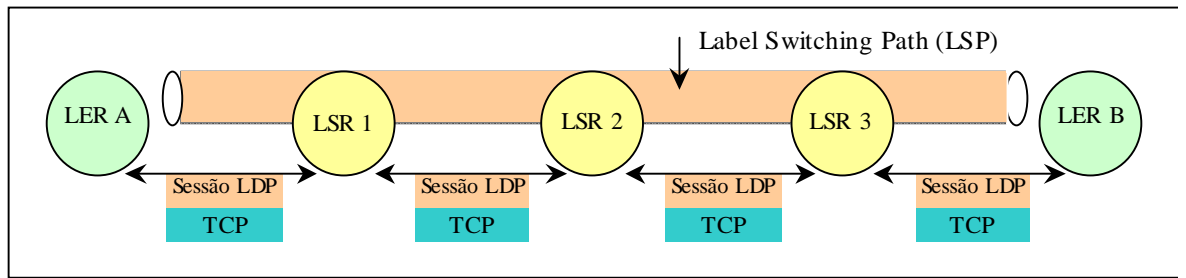 Label Switching Path (LSP)
LER A
LSR 1
LSR 2
LSR 3
LER B
Sessão LDP
Sessão LDP
Sessão LDP
Sessão LDP
TCP
TCP
TCP
TCP